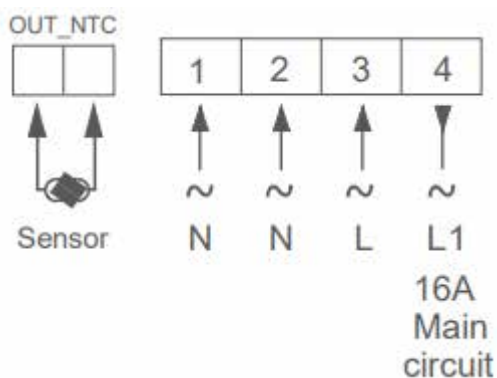 OUT_NTC
1 2 3 4
~ ~ ~ ~
Sensor N N L L1
16A
Main
circuit